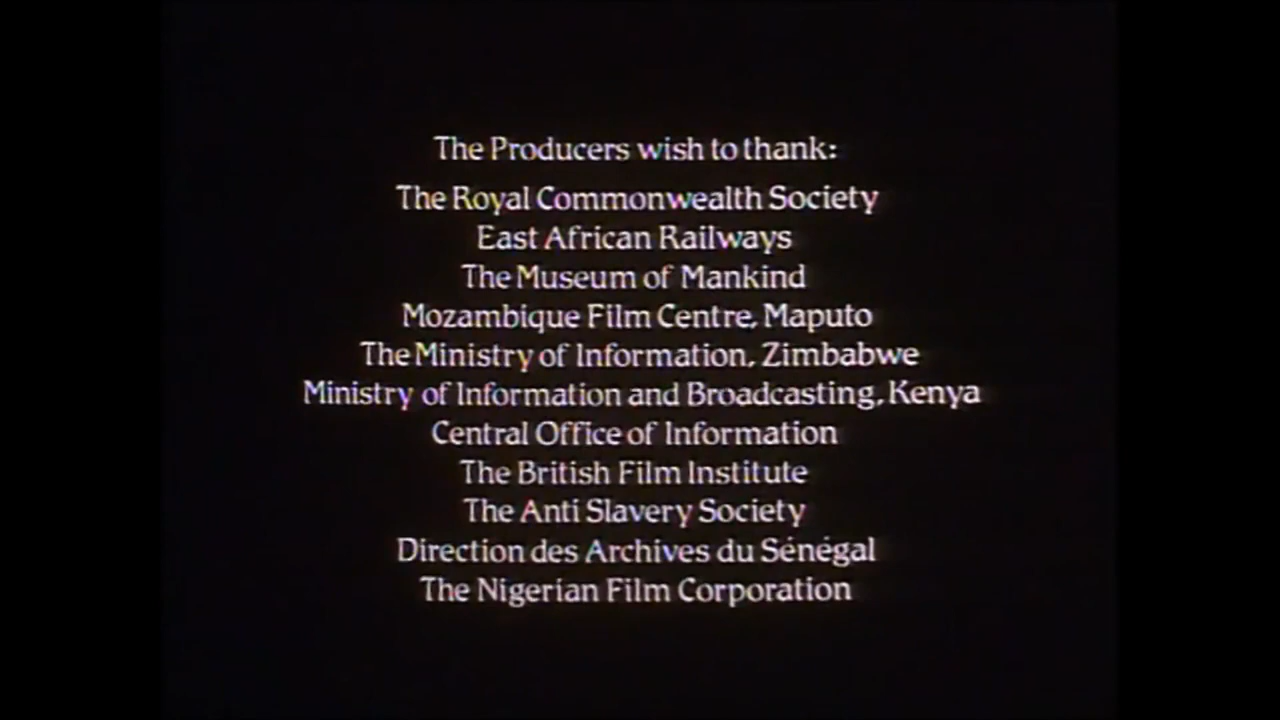 The Producers wish to thank:
The Royal Commonwealth Society
East African Railways
The Museum of Mankind
Mozambique Film Centre, Maputo
The Ministry of Information, Zimbabwe
Ministry of Information and Broadcasting, Kenya
Central Office of Information
The British Film Institute
The Anti Slavery Society
Direction des Archives du Sénégal
The Nigerian Film Corporation